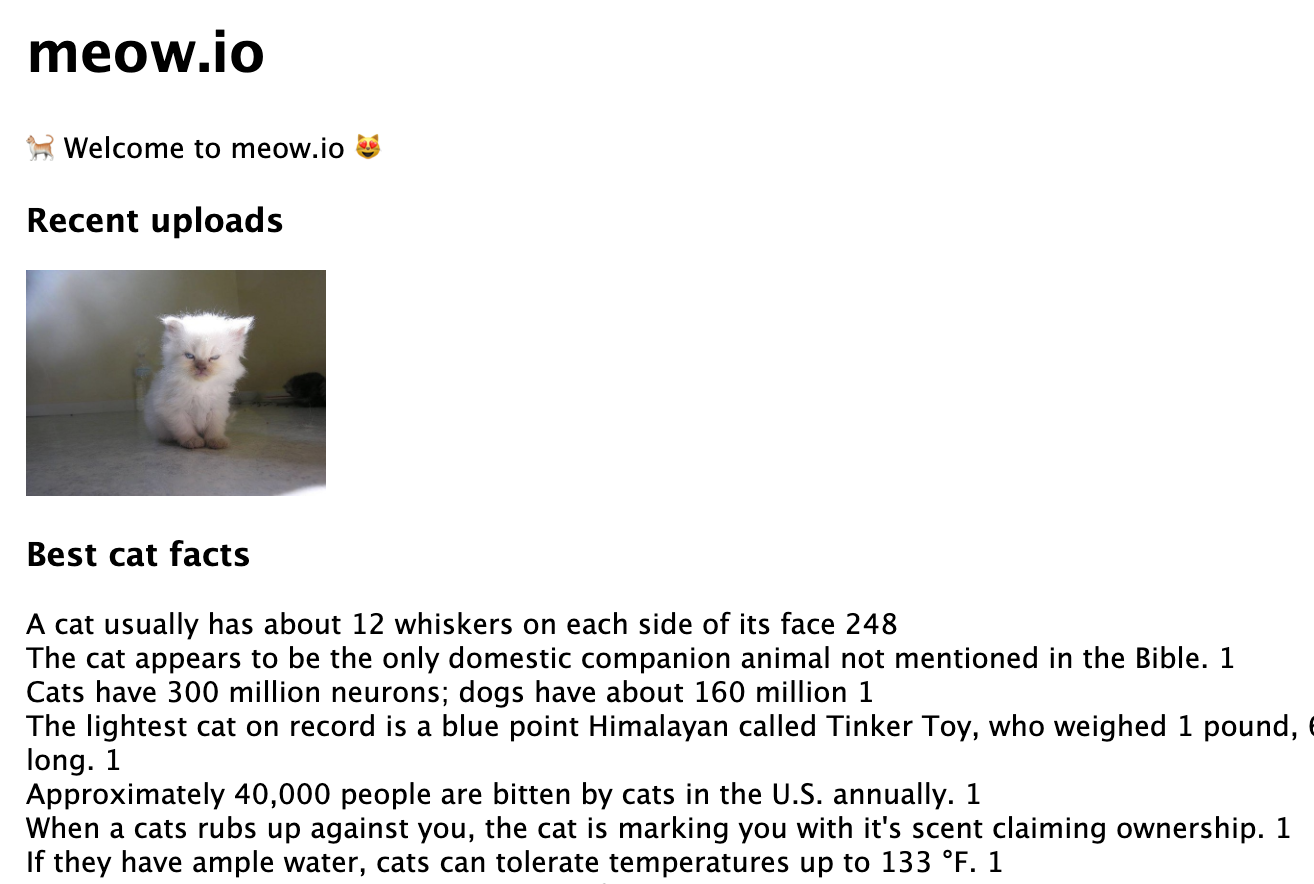 meow.io
🐈 Welcome to meow.io 😻
Recent uploads
Best cat facts
A cat usually has about 12 whiskers on each side of its face 248
The cat appears to be the only domestic companion animal not mentioned in the Bible. 1
Cats have 300 million neurons; dogs have about 160 million 1
The lightest cat on record is a blue point Himalayan called Tinker Toy, who weighed 1 pound,
long. 1
Approximately 40,000 people are bitten by cats in the U.S. annually. 1
When a cats rubs up against you, the cat is marking you with it's scent claiming ownership. 1
If they have ample water, cats can tolerate temperatures up to 133 °F. 1